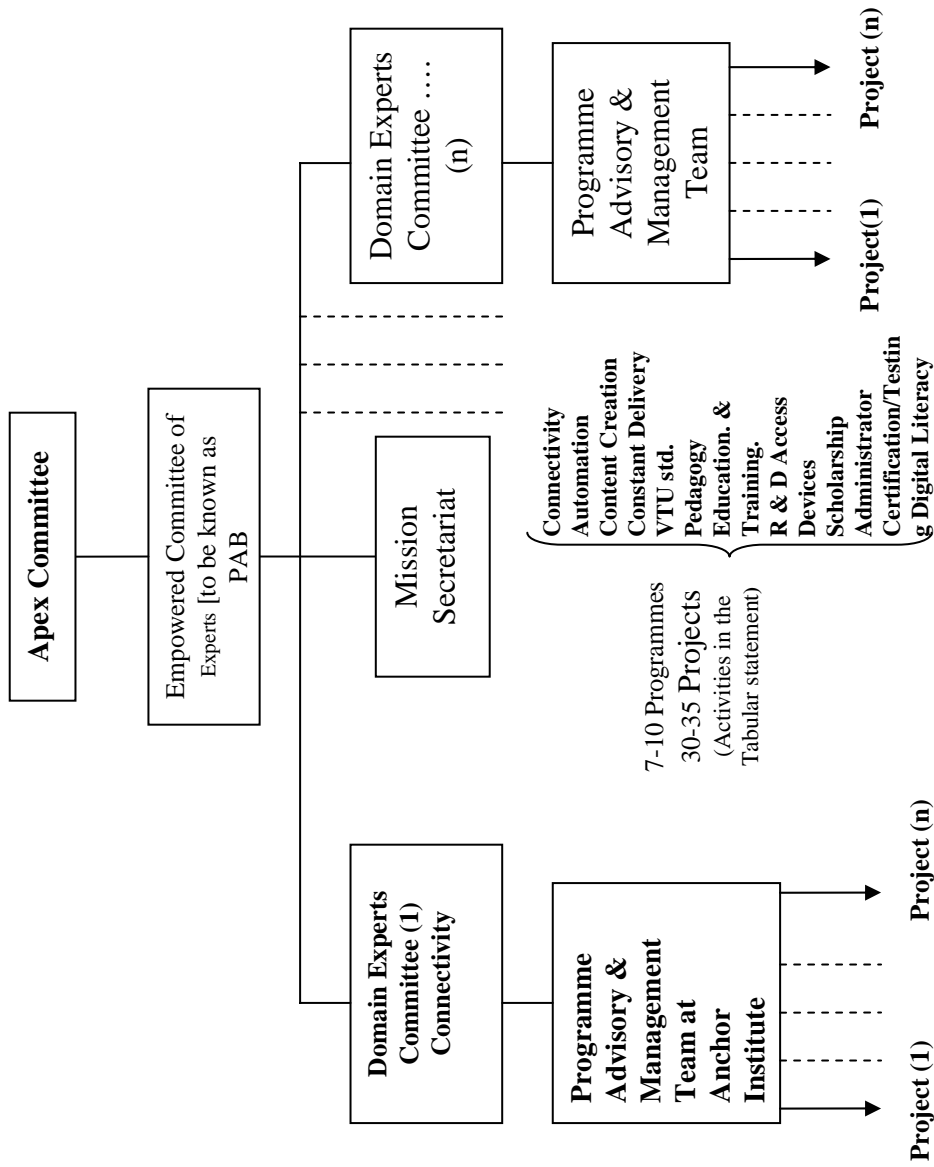 Apex Committee
Empowered Committee of
Experts [to be known as
PAB
Domain Experts
Committee (1)
Connectivity
Mission
Secretariat
Domain Experts
Committee ….
(n)
Programme
Advisory &
Management
Team at
Anchor
Institute
7-10 Programmes
30-35 Projects
(Activities in the
Tabular statement)
Connectivity
Automation
Content Creation
Constant Delivery
VTU std.
Pedagogy
Education. &
Training.
R & D Access
Devices
Scholarship
Administrator
Certification/Testin
g Digital Literacy
Programme
Advisory &
Management
Team
Project (1)
Project (n)
Project(1)
Project (n)